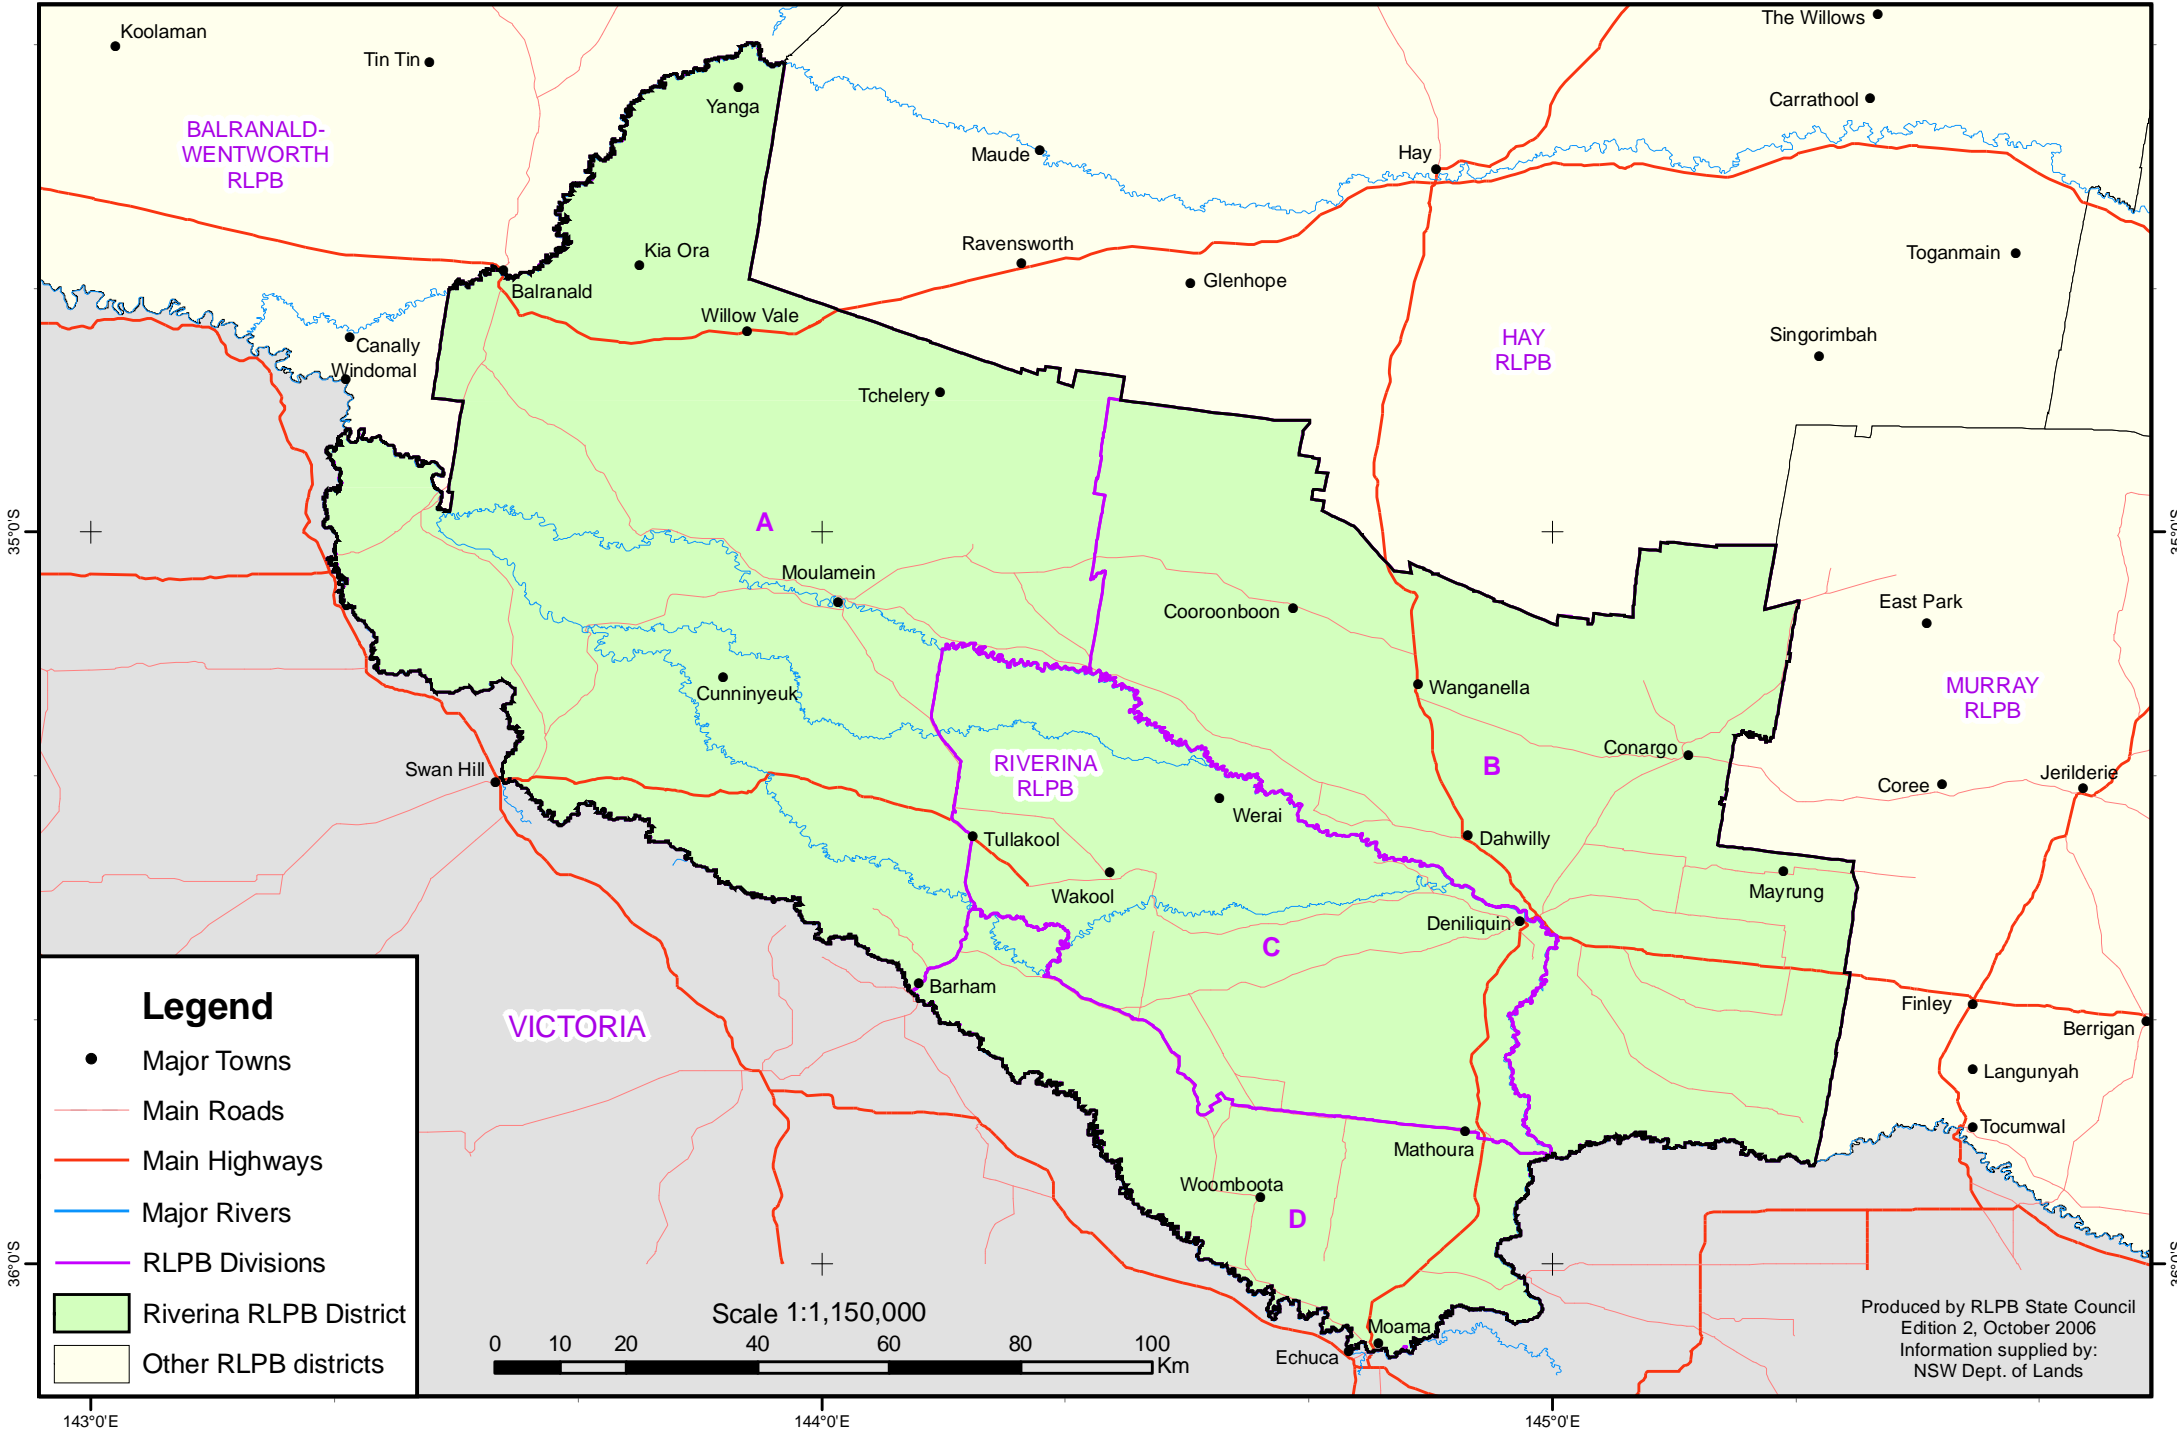 Koolaman
Tin Tin
The Willows
Yanga
Carrathool
BALRANALD-
WENTWORTH
RLPB
Maude
Hay
Kia Ora
Ravensworth
Glenhope
Toganmain
Balranald
Willow Vale
Canally
Windomal
HAY
RLPB
Singorimbah
Tchelery
35°0'S
A
35°0'S
Moulamein
Cooroonboon
East Park
Cunninyeuk
Wanganella
MURRAY
RLPB
Swan Hill
RIVERINA
RLPB
B
Conargo
Coree
Jerilderie
Werai
Tullakool
Dahwilly
Wakool
Mayrung
Deniliquin
C
Barham
VICTORIA
Finley
Berrigan
Langunyah
Tocumwal
Mathoura
Woomboota
D
36°0'S
36°0'S
Moama
Echuca
Legend
Major Towns
Main Roads
Main Highways
Major Rivers
RLPB Divisions
Riverina RLPB District
Other RLPB districts
Scale 1:1,150,000
0 10 20 40 60 80 100
Km
Produced by RLPB State Council
Edition 2, October 2006
Information supplied by:
NSW Dept. of Lands
143°0'E
144°0'E
145°0'E